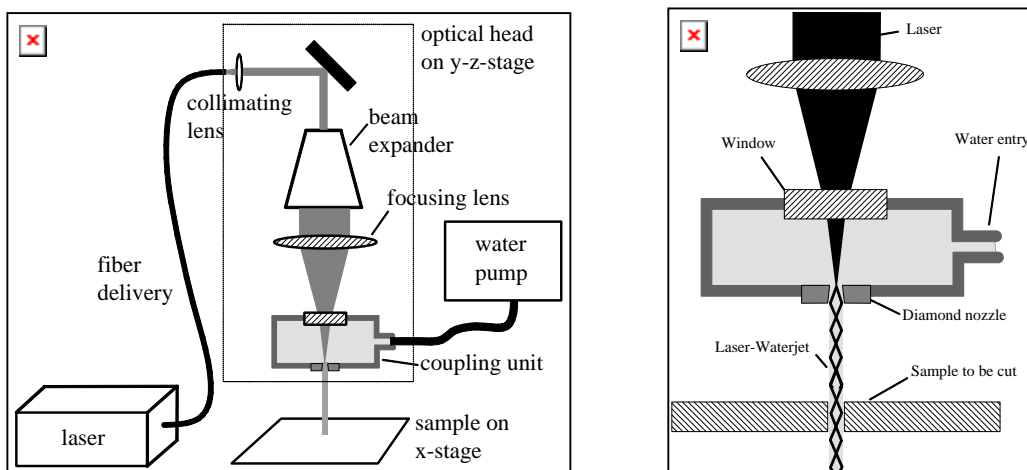 optical head
on y-z-stage
collimating
lens
beam
expander
focusing lens
water
pump
fiber
delivery
coupling unit
laser
sample on
x-stage
Laser
Window
Water entry
Diamond nozzle
Laser-Waterjet
Sample to be cut